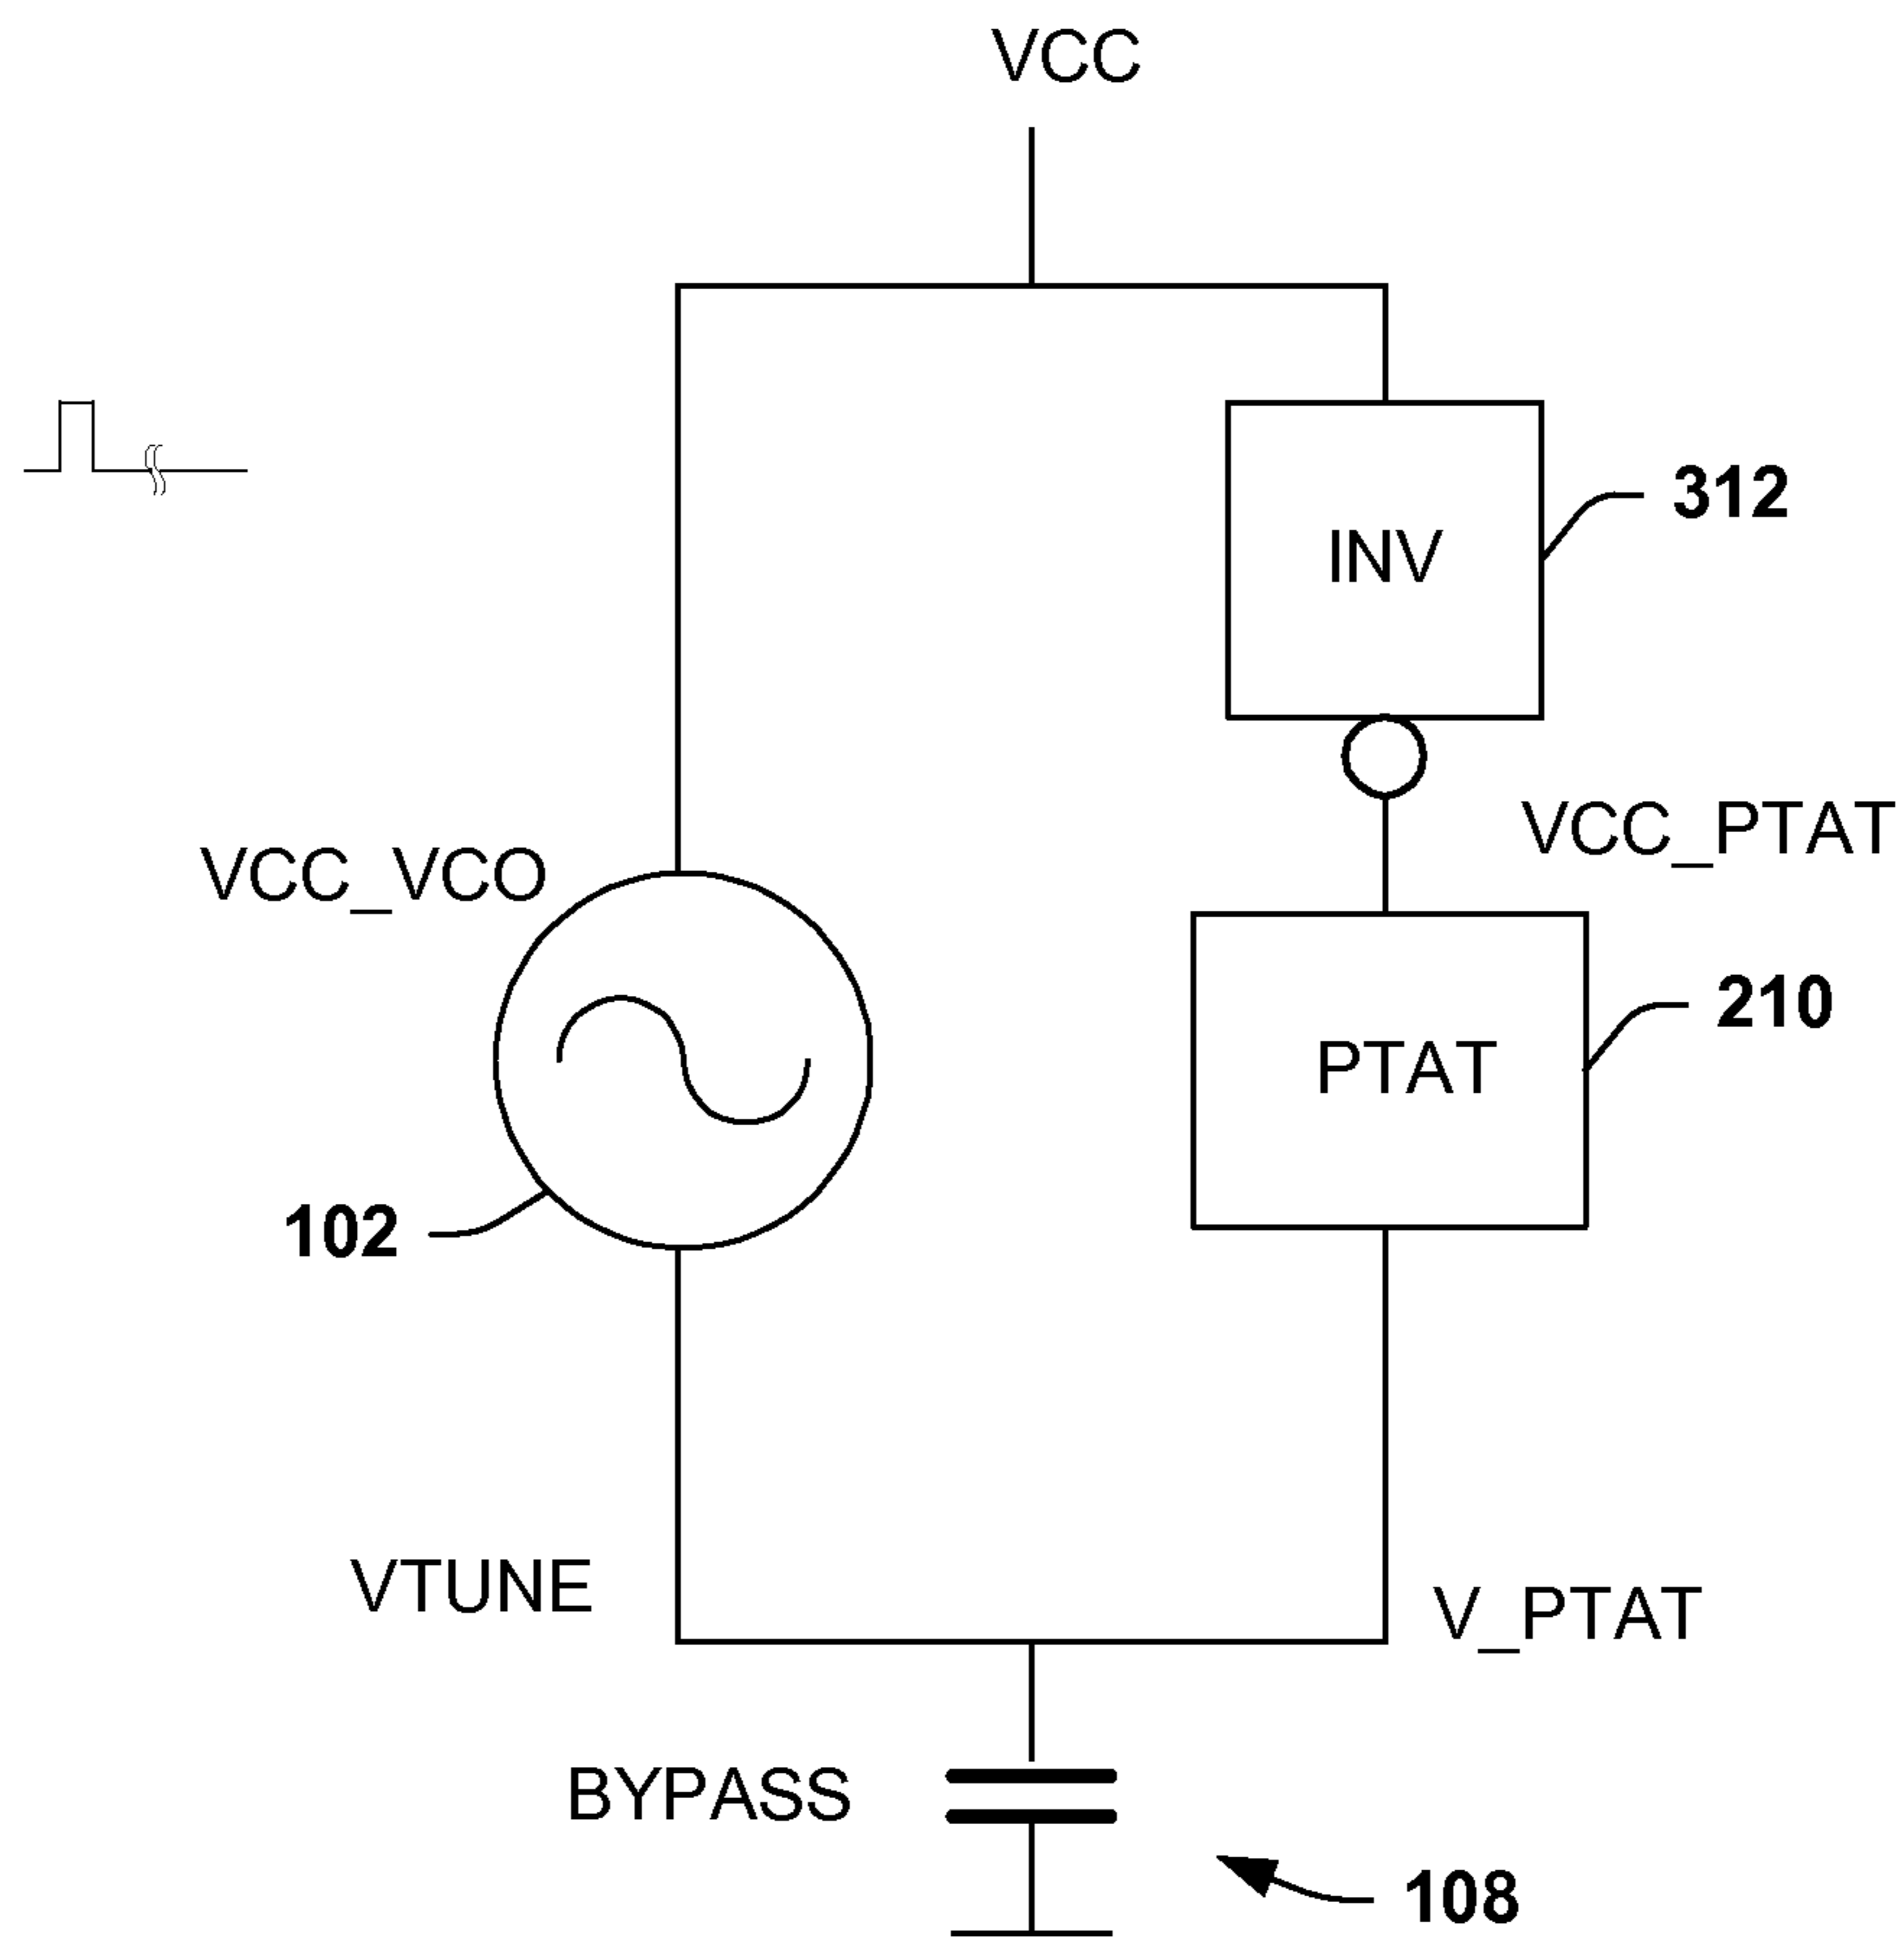 VCC
312
INV
VCC_PTAT
VCC_VCO
210
PTAT
102
VTUNE
V_PTAT
BYPASS
108